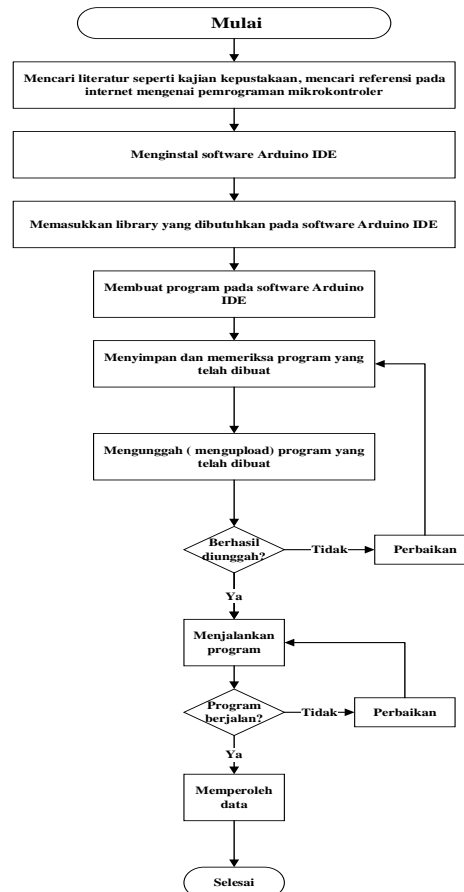 Mulai
Mencari literatur seperti kajian kepustakaan, mencari referensi pada
internet mengenai pemrograman mikrokontroler
Menginstal software Arduino IDE
Memasukkan library yang dibutuhkan pada software Arduino IDE
Membuat program pada software Arduino
IDE
Menyimpan dan memeriksa program yang
telah dibuat
Mengunggah ( mengupload) program yang
telah dibuat
Berhasil
diunggah?
Tidak
Perbaikan
Ya
Menjalankan
program
Program
berjalan?
Tidak
Perbaikan
Ya
Memperoleh
data
Selesai